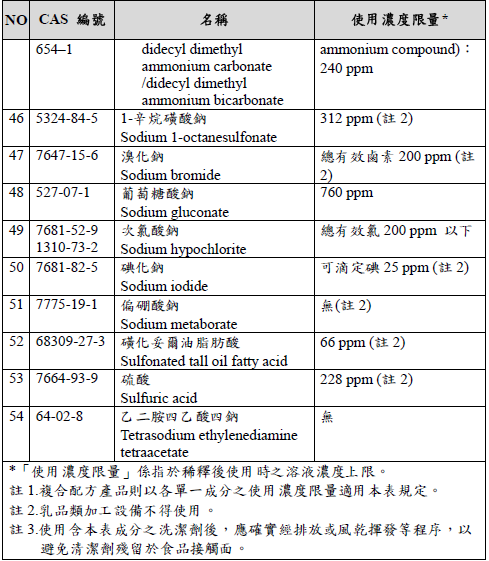 NO CAS 編號 名稱 使用濃度限量*
654–1 didecyl dimethyl ammonium compound)：
ammonium carbonate 240 ppm
/didecyl dimethyl
ammonium bicarbonate
46 5324-84-5 1-辛烷磺酸鈉 312 ppm (註 2)
Sodium 1-octanesulfonate
47 7647-15-6 溴化鈉 總有效鹵素 200 ppm (註
Sodium bromide 2)
48 527-07-1 葡萄糖酸鈉 760 ppm
Sodium gluconate
49 7681-52-9 次氯酸鈉 總有效氯 200 ppm 以下
1310-73-2 Sodium hypochlorite
50 7681-82-5 碘化鈉 可滴定碘 25 ppm (註 2)
Sodium iodide
51 7775-19-1 偏硼酸鈉 無(註 2)
Sodium metaborate
52 68309-27-3 磺化妥爾油脂肪酸 66 ppm (註 2)
Sulfonated tall oil fatty acid
53 7664-93-9 硫酸 228 ppm (註 2)
Sulfuric acid
54 64-02-8 乙二胺四乙酸四鈉 無
Tetrasodium ethylenediamine
tetraacetate
*「使用濃度限量」係指於稀釋後使用時之溶液濃度上限。
註 1.複合配方產品則以各單一成分之使用濃度限量適用本表規定。
註 2.乳品類加工設備不得使用。
註 3.使用含本表成分之洗潔劑後，應確實經排放或風乾揮發等程序，以
避免清潔劑殘留於食品接觸面。